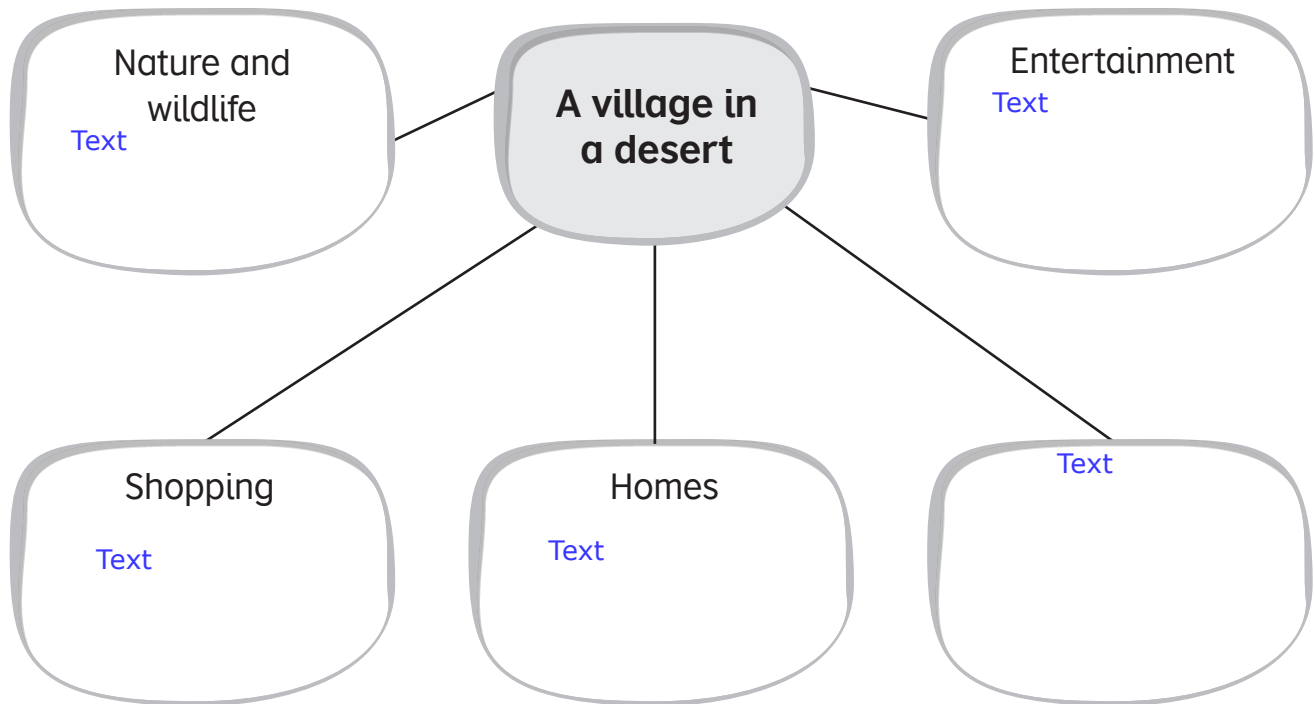 Nature and
wildlife
Text
A village in
a desert
Entertainment
Text
Shopping
Text
Homes
Text
Text